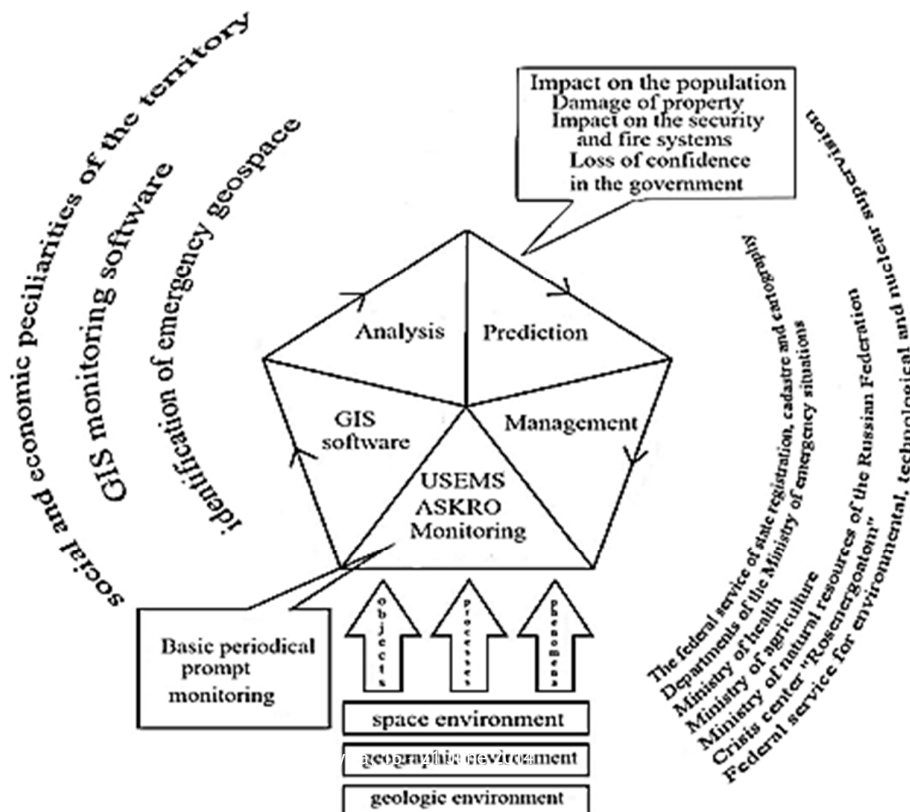 social and economic peciliarities of the territory
GIS monitoring software
identification of emergency geospace
Impact on the population
Damage of property
Impact on the security
and fire systems
Loss of confidence
in the government
Analysis
Prediction
GIS
software
Management
USEMS
ASKRO
Monitoring
Basic periodical
prompt
monitoring
objects
processes
phenomena
space environment
geographic environment
geologic environment
The federal service of state registration, cadastre and cartography
Departments of the Ministry of emergency situations
Ministry of health
Ministry of agriculture
Ministry of natural resources of the Russian Federation
Crisis center "Rosenergoatom"
Federal service for environmental, technological and nuclear supervision